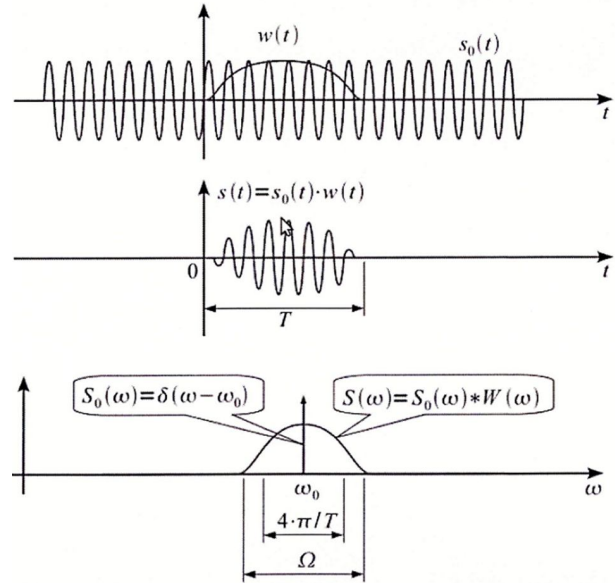 w(t)
s₀(t)
t
s(t)=s₀(t)·w(t)
0
t
T
S₀(ω)=δ(ω−ω₀)
S(ω)=S₀(ω)∗W(ω)
ω₀
ω
4·π/T
Ω